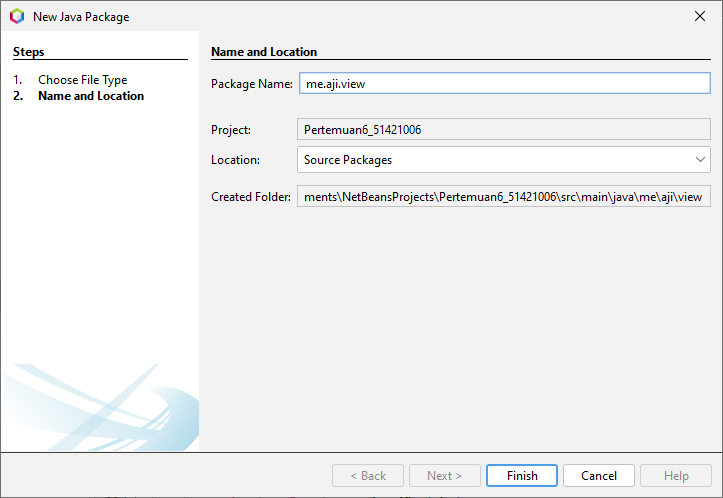 New Java Package
Steps
1. Choose File Type
2. Name and Location
Name and Location
Package Name: me.aji.view
Project: Pertemuan6_51421006
Location: Source Packages
Created Folder: ments\NetBeansProjects\Pertemuan6_51421006\src\main\java\me\aji\view
< Back Next > Finish Cancel Help